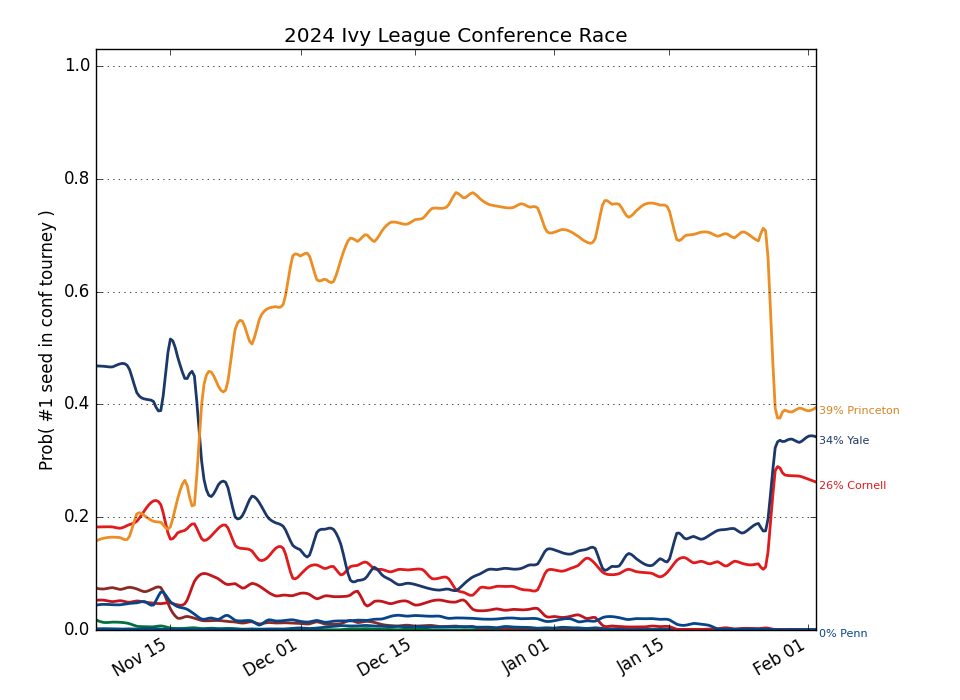 2024 Ivy League Conference Race
Prob( #1 seed in conf tourney )
1.0
0.8
0.6
0.4
0.2
0.0
39% Princeton
34% Yale
26% Cornell
0% Penn
Nov 15
Dec 01
Dec 15
Jan 01
Jan 15
Feb 01